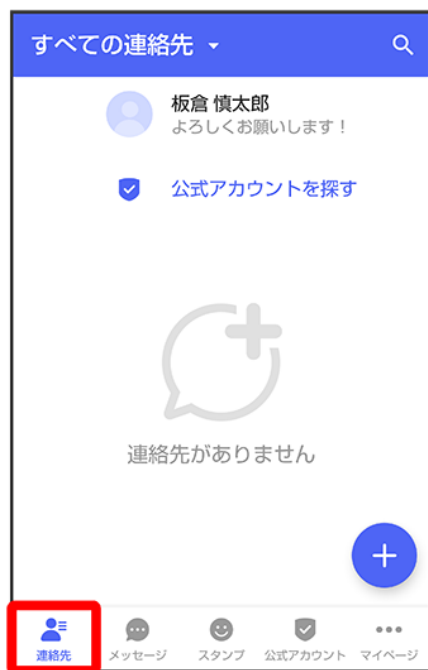 すべての連絡先
板倉 慎太郎
よろしくお願いします！
公式アカウントを探す
連絡先がありません
連絡先 メッセージ スタンプ 公式アカウント マイページ